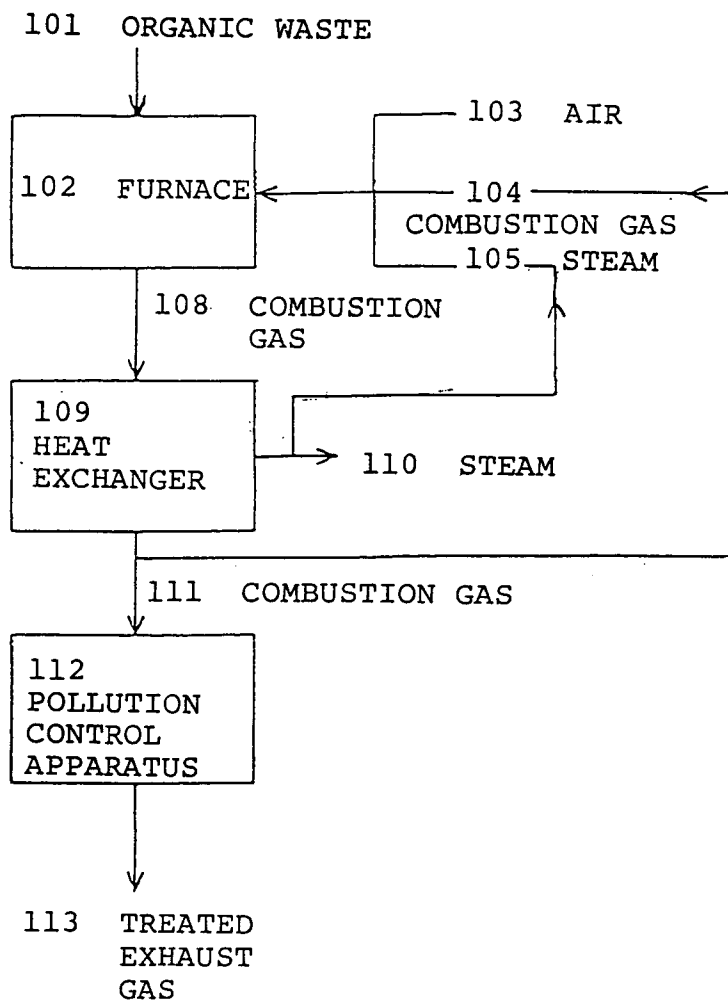 101 ORGANIC WASTE
103 AIR
102 FURNACE
104
COMBUSTION GAS
105 STEAM
108 COMBUSTION
GAS
109
HEAT
EXCHANGER
110 STEAM
111 COMBUSTION GAS
112
POLLUTION
CONTROL
APPARATUS
113 TREATED
EXHAUST
GAS